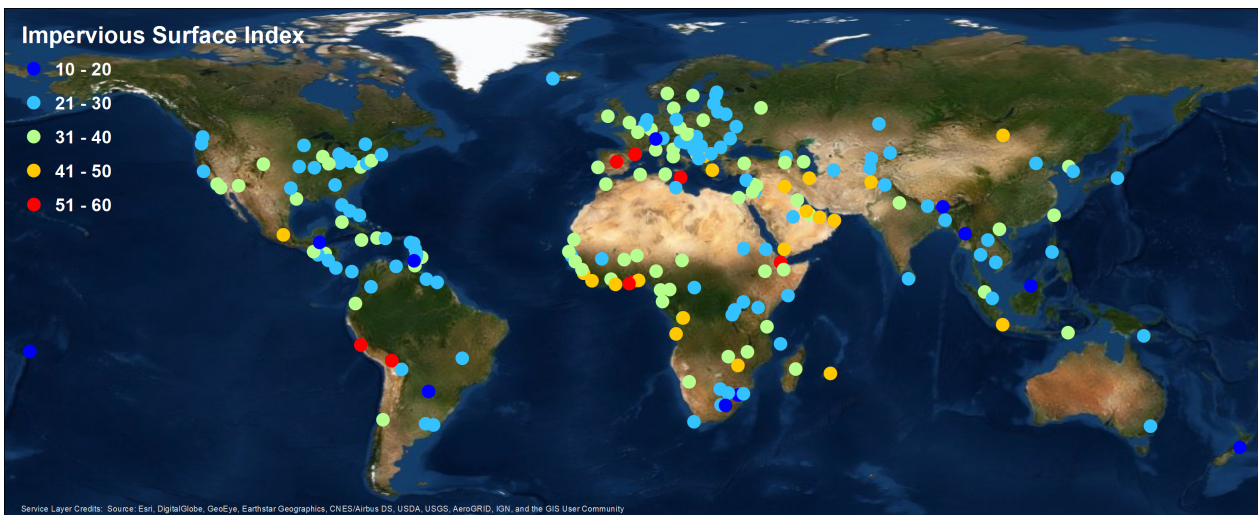 Impervious Surface Index
10 - 20
21 - 30
31 - 40
41 - 50
51 - 60
Service Layer Credits: Source: Esri, DigitalGlobe, GeoEye, Earthstar Geographics, CNES/Airbus DS, USDA, USGS, AeroGRID, IGN, and the GIS User Community